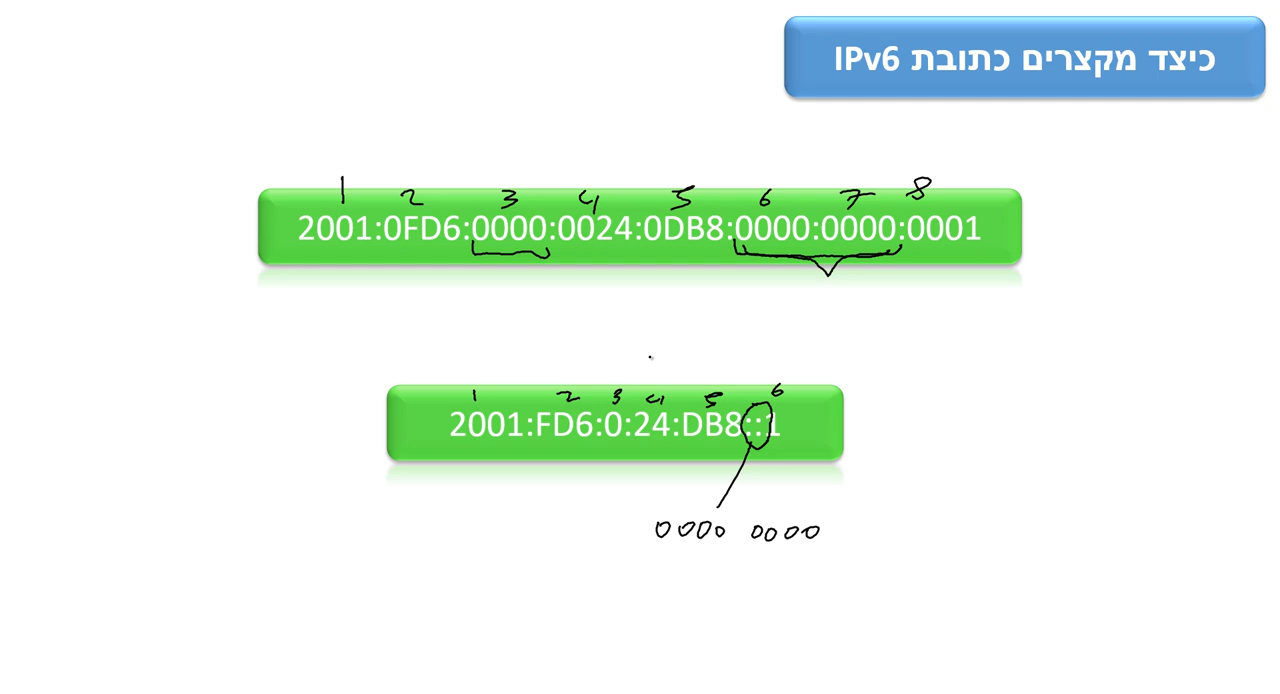 כיצד מקצרים כתובת IPv6
1 2 3 4 5 6 7 8
2001:0FD6:0000:0024:0DB8:0000:0000:0001
1 2 3 4 5 6
2001:FD6:0:24:DB8::1
0000 0000